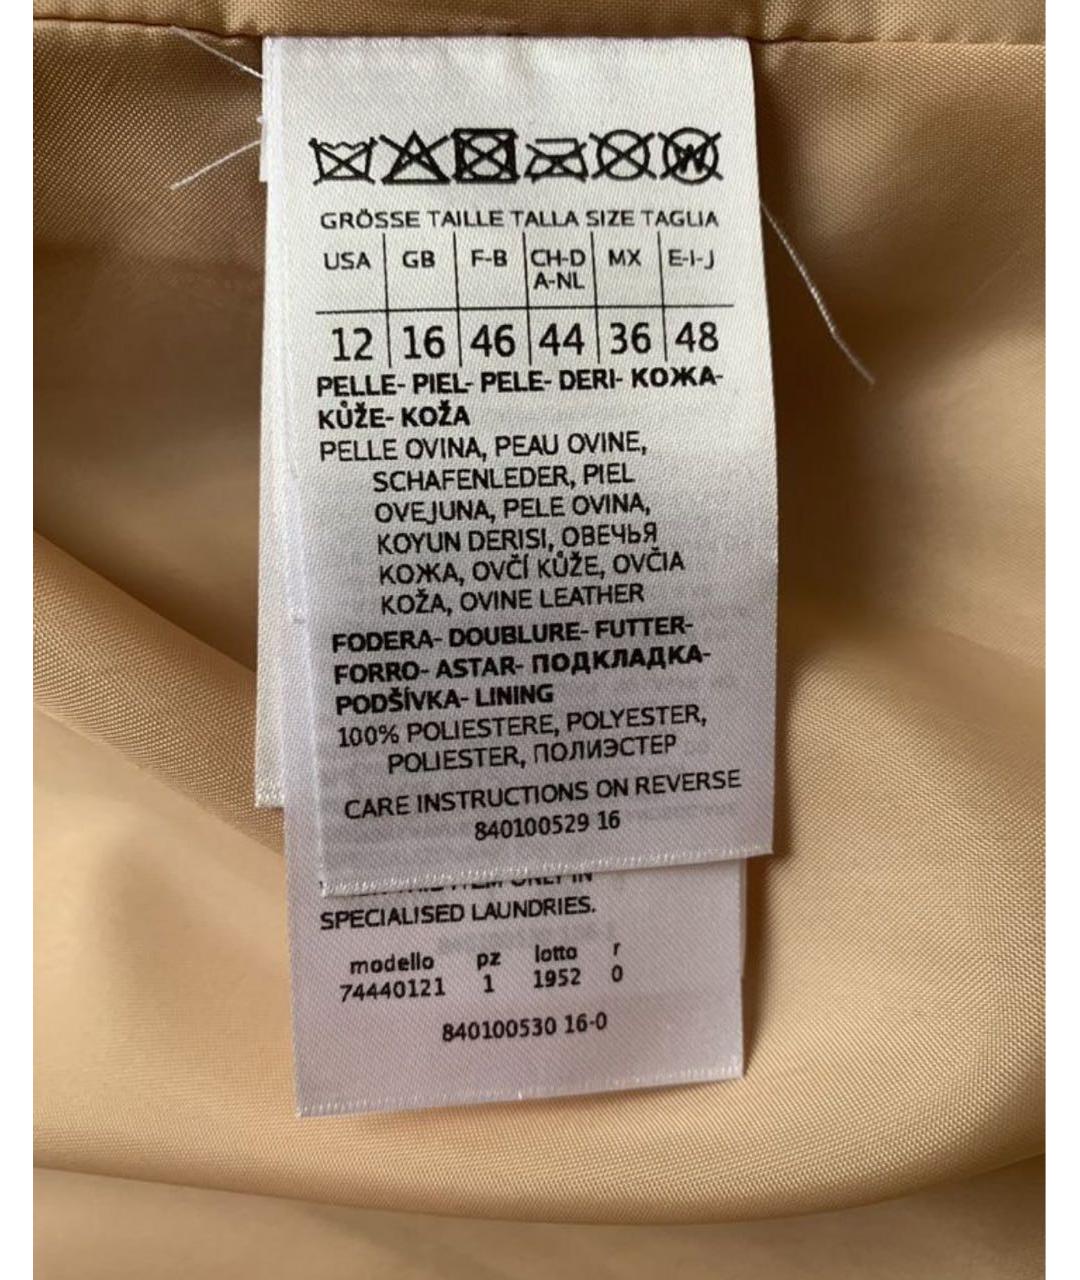 GRÖSSE TAILLE TALLA SIZE TAGLIA
USA GB F-B CH-D A-NL MX E-I-J
12 16 46 44 36 48
PELLE- PIEL- PELE- DERI- КОЖА-
KŮŽE- KOŽA
PELLE OVINA, PEAU OVINE,
SCHAFENLEDER, PIEL
OVEJUNA, PELE OVINA,
KOYUN DERISI, ОВЕЧЬЯ
КОЖА, OVČÍ KŮŽE, OVČIA
KOŽA, OVINE LEATHER
FODERA- DOUBLURE- FUTTER-
FORRO- ASTAR- ПОДКЛАДКА-
PODŠÍVKA- LINING
100% POLIESTERE, POLYESTER,
POLIESTER, ПОЛИЭСТЕР
CARE INSTRUCTIONS ON REVERSE
840100529 16
ONLY IN
SPECIALISED LAUNDRIES.
modello pz lotto r
74440121 1 1952 0
840100530 16-0